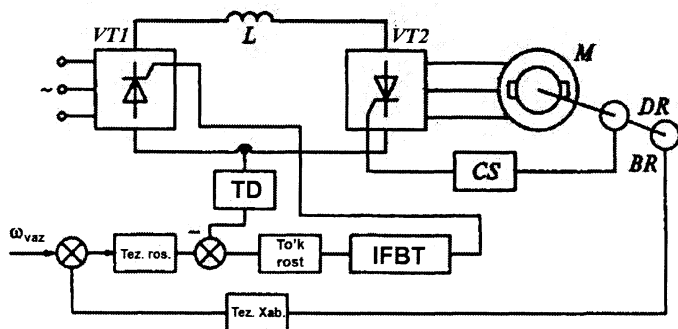 VT1
L
VT2
M
~
DR
BR
CS
TD
ω_vaz
−
Tez. ros.
To'k
rost
IFBT
Tez. Xab.